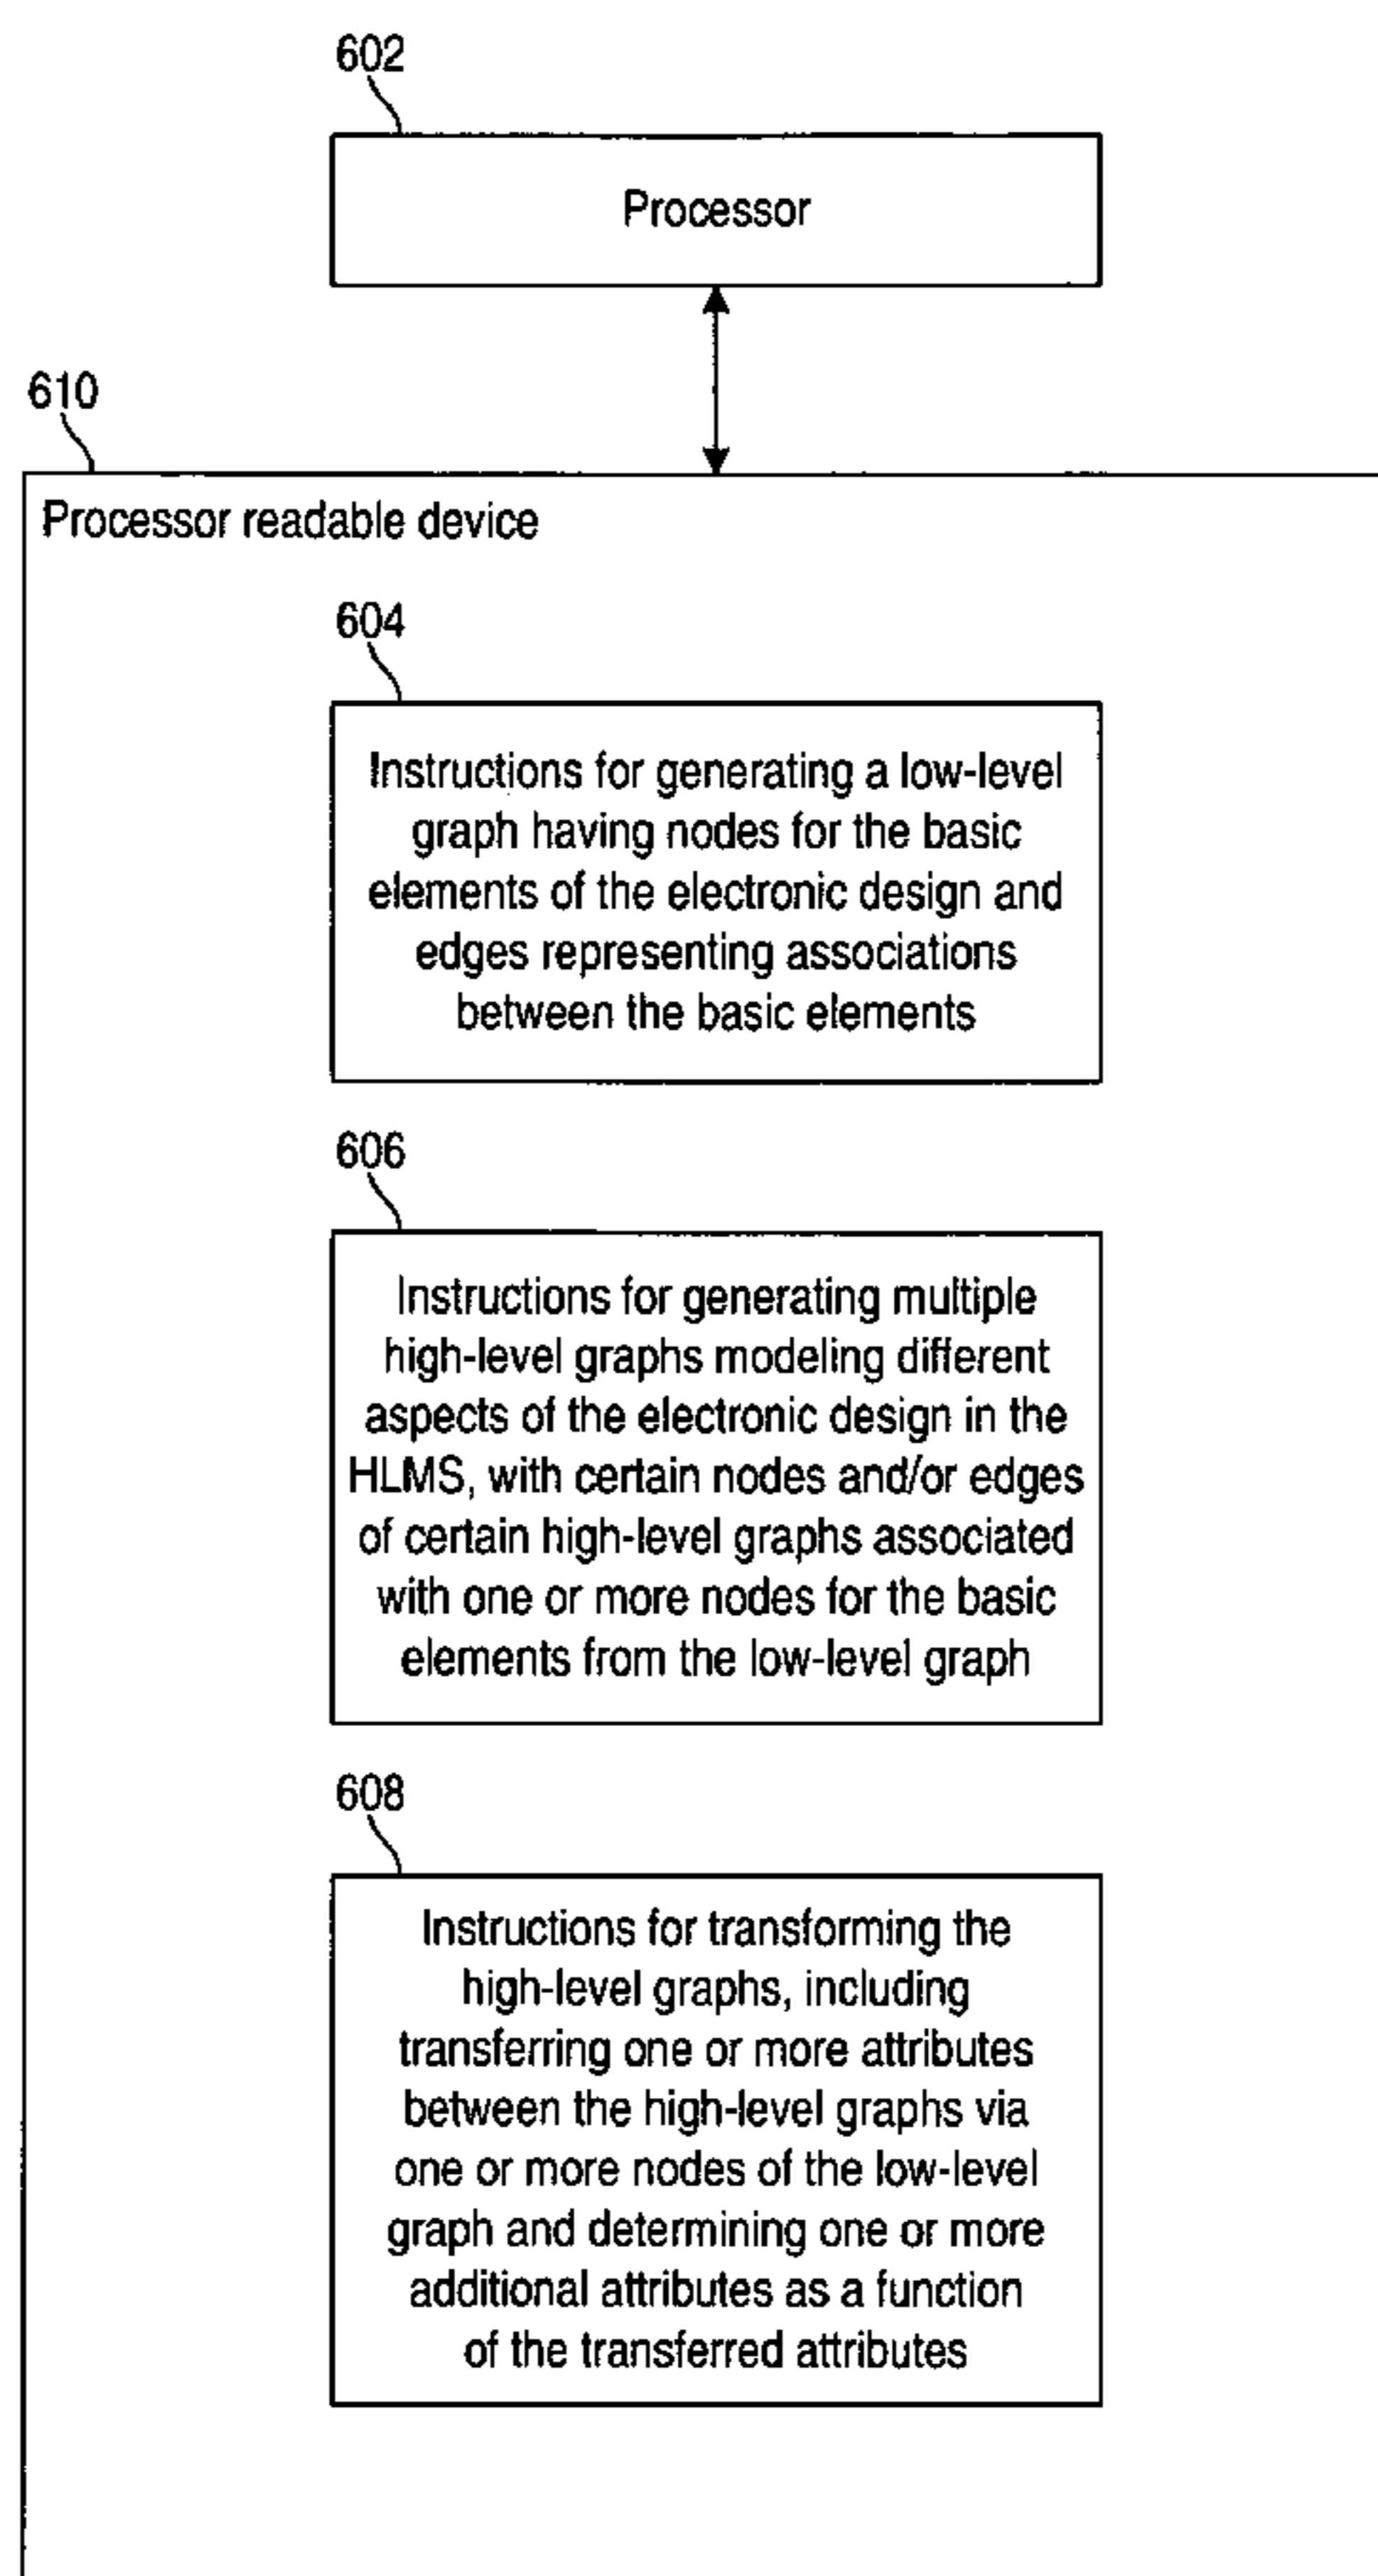 602
Processor
610
Processor readable device
604
Instructions for generating a low-level
graph having nodes for the basic
elements of the electronic design and
edges representing associations
between the basic elements
606
Instructions for generating multiple
high-level graphs modeling different
aspects of the electronic design in the
HLMS, with certain nodes and/or edges
of certain high-level graphs associated
with one or more nodes for the basic
elements from the low-level graph
608
Instructions for transforming the
high-level graphs, including
transferring one or more attributes
between the high-level graphs via
one or more nodes of the low-level
graph and determining one or more
additional attributes as a function
of the transferred attributes